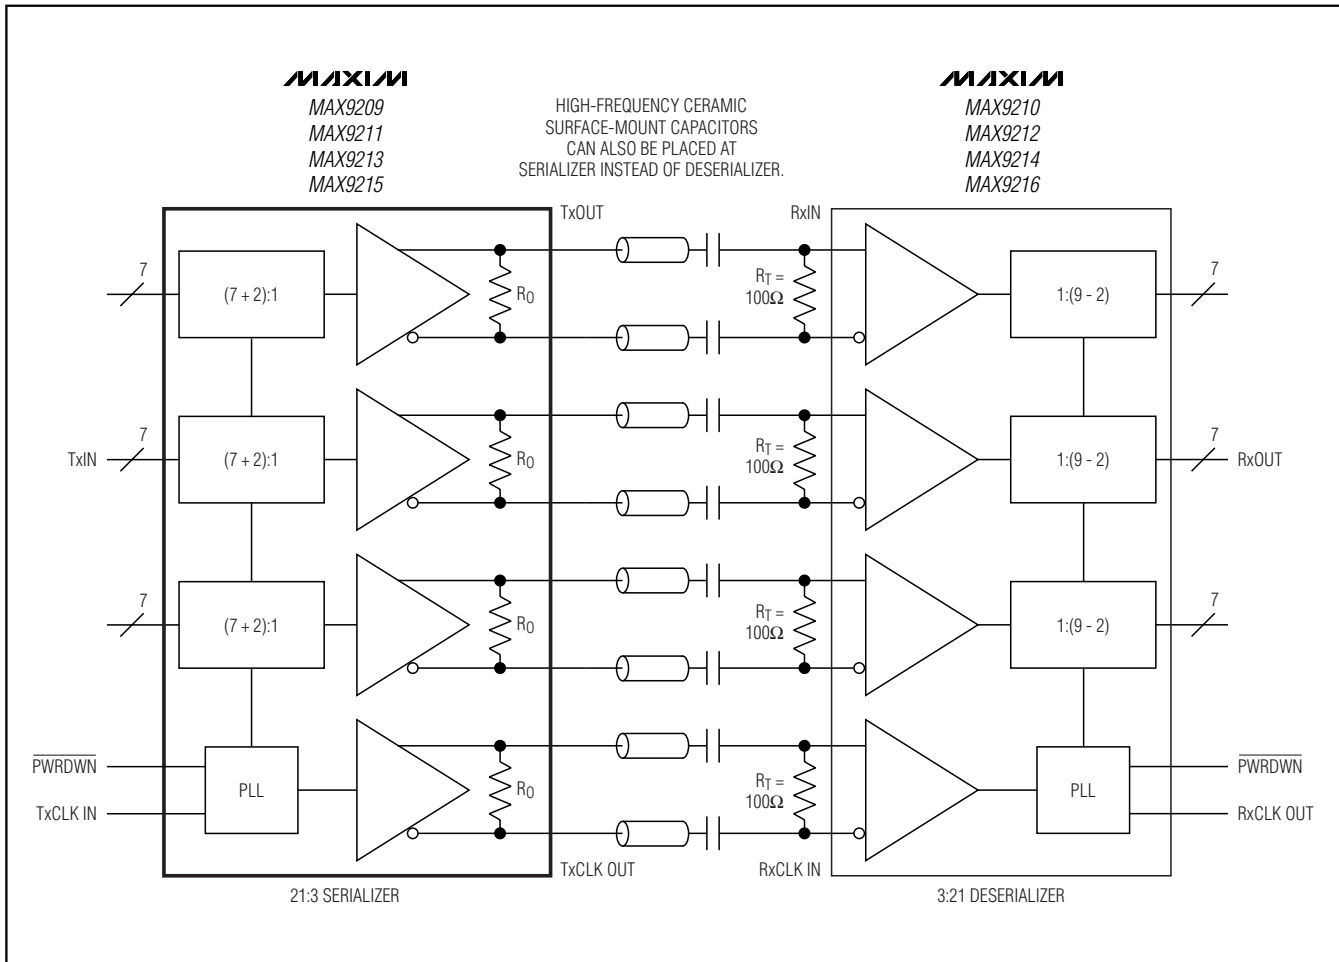 MAXIM
MAX9209
MAX9211
MAX9213
MAX9215
HIGH-FREQUENCY CERAMIC
SURFACE-MOUNT CAPACITORS
CAN ALSO BE PLACED AT
SERIALIZER INSTEAD OF DESERIALIZER.
MAXIM
MAX9210
MAX9212
MAX9214
MAX9216
TxOUT
RxIN
7
(7 + 2):1
RO
RT =
100Ω
1:(9 - 2)
7
TxIN
7
(7 + 2):1
RO
RT =
100Ω
1:(9 - 2)
7
RxOUT
7
(7 + 2):1
RO
RT =
100Ω
1:(9 - 2)
7
PWRDWN
TxCLK IN
PLL
RO
RT =
100Ω
PLL
PWRDWN
RxCLK OUT
TxCLK OUT
RxCLK IN
21:3 SERIALIZER
3:21 DESERIALIZER